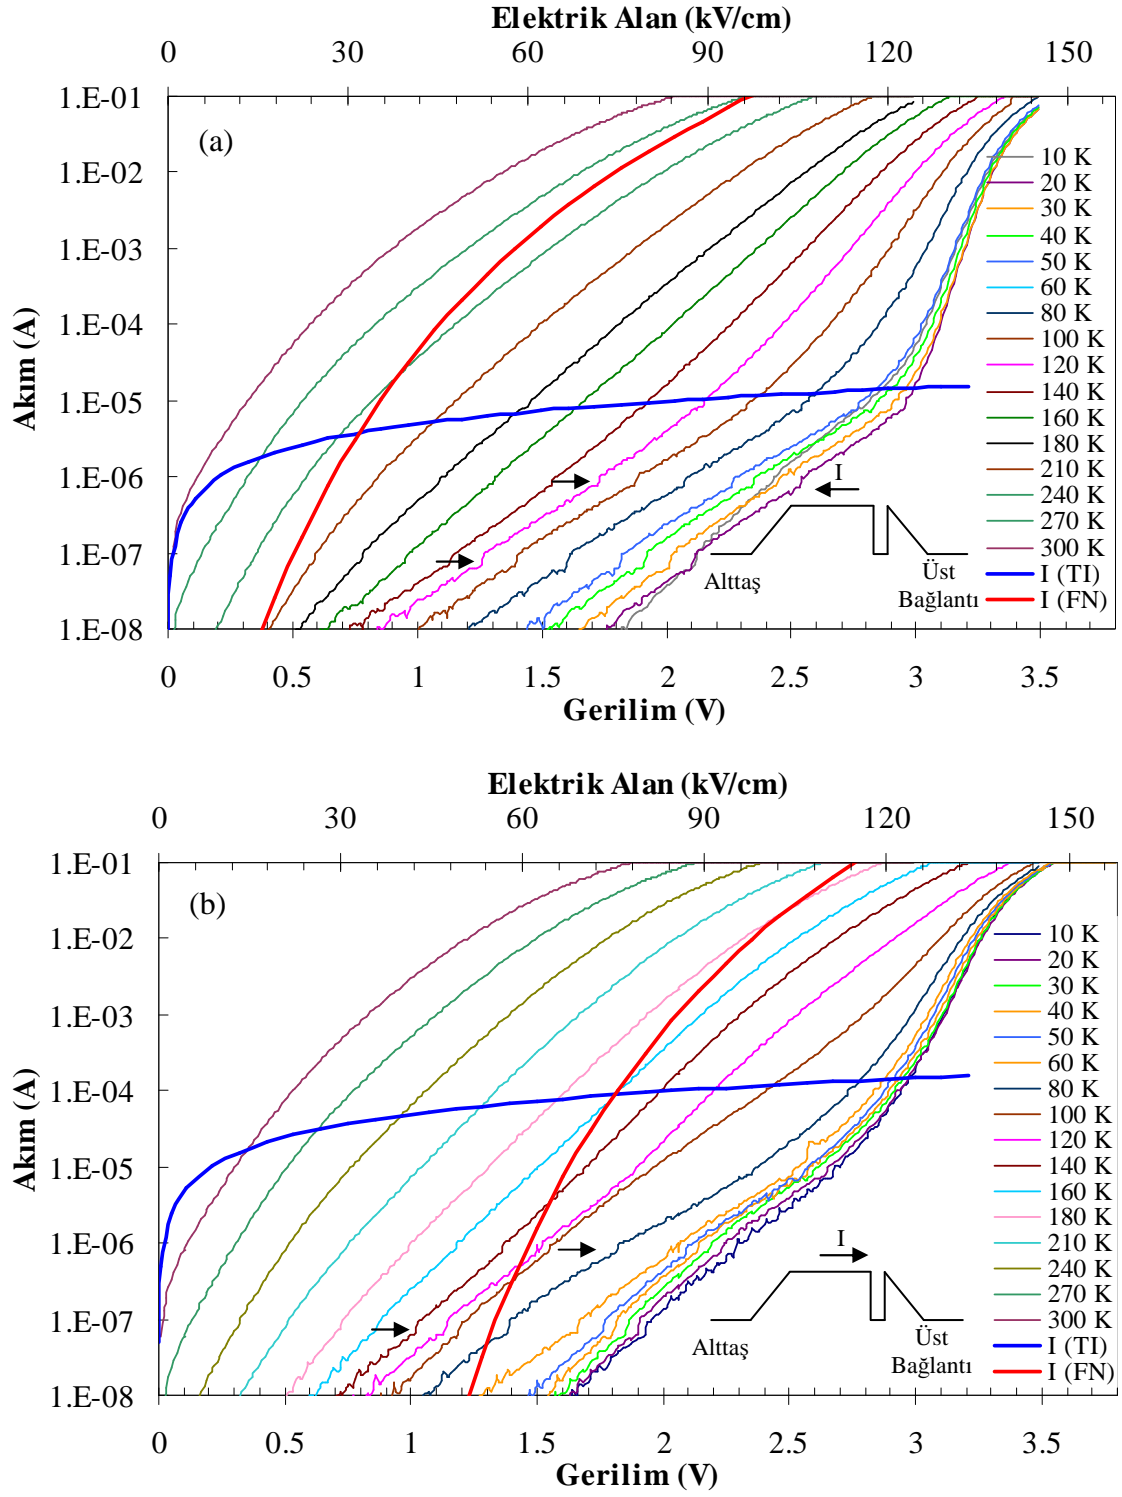 Elektrik Alan (kV/cm)
0 30 60 90 120 150
1.E-01
1.E-02
1.E-03
1.E-04
1.E-05
1.E-06
1.E-07
1.E-08
Akım (A)
(a)
10 K
20 K
30 K
40 K
50 K
60 K
80 K
100 K
120 K
140 K
160 K
180 K
210 K
240 K
270 K
300 K
I (TI)
I (FN)
I
Alttaş
Üst
Bağlantı
0 0.5 1 1.5 2 2.5 3 3.5
Gerilim (V)
Elektrik Alan (kV/cm)
0 30 60 90 120 150
1.E-01
1.E-02
1.E-03
1.E-04
1.E-05
1.E-06
1.E-07
1.E-08
Akım (A)
(b)
10 K
20 K
30 K
40 K
50 K
60 K
80 K
100 K
120 K
140 K
160 K
180 K
210 K
240 K
270 K
300 K
I (TI)
I (FN)
I
Alttaş
Üst
Bağlantı
0 0.5 1 1.5 2 2.5 3 3.5
Gerilim (V)